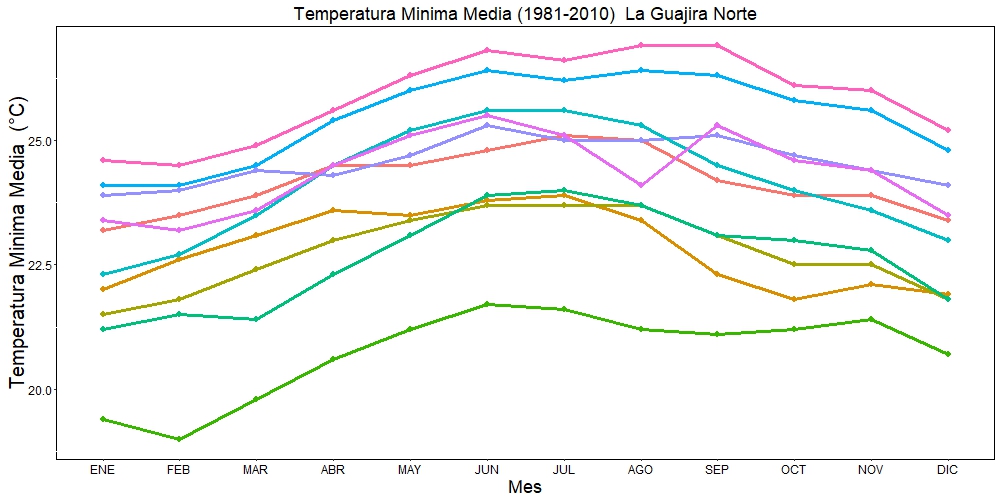 Temperatura Minima Media (1981-2010)  La Guajira Norte
Temperatura Minima Media (°C)
25.0
22.5
20.0
ENE FEB MAR ABR MAY JUN JUL AGO SEP OCT NOV DIC
Mes